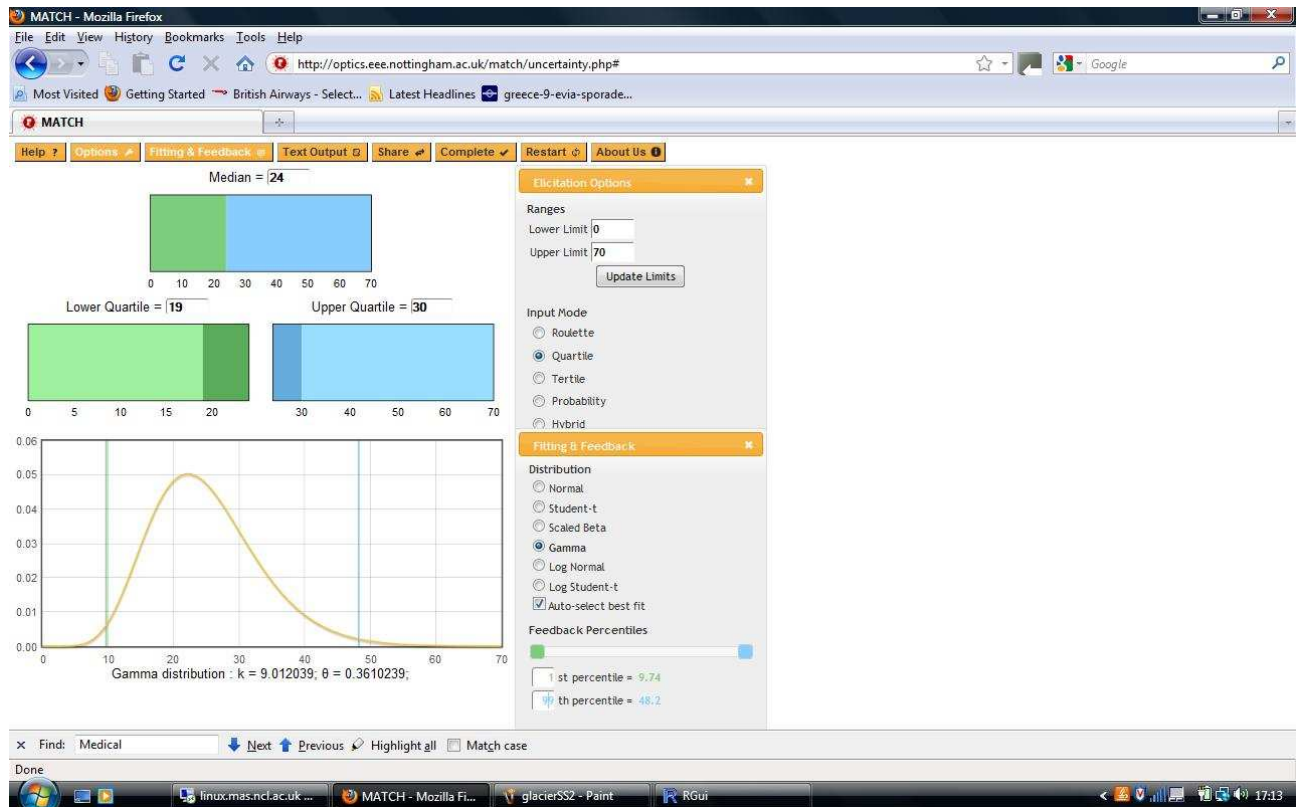 MATCH - Mozilla Firefox
File Edit View History Bookmarks Tools Help
http://optics.eee.nottingham.ac.uk/match/uncertainty.php#
Google
Most Visited Getting Started British Airways - Select... Latest Headlines greece-9-evia-sporade...
MATCH
Help ? Options Fitting & Feedback Text Output Share Complete Restart About Us
Median = 24
0 10 20 30 40 50 60 70
Lower Quartile = 19 Upper Quartile = 30
0 5 10 15 20
30 40 50 60 70
0.06
0.05
0.04
0.03
0.02
0.01
0.00
0 10 20 30 40 50 60 70
Gamma distribution : k = 9.012039; θ = 0.3610239;
Elicitation Options
Ranges
Lower Limit 0
Upper Limit 70
Update Limits
Input Mode
Roulette
Quartile
Tertile
Probability
Hybrid
Fitting & Feedback
Distribution
Normal
Student-t
Scaled Beta
Gamma
Log Normal
Log Student-t
Auto-select best fit
Feedback Percentiles
1 st percentile = 9.74
99 th percentile = 48.2
× Find: Medical Next Previous Highlight all Match case
Done
linux.mas.ncl.ac.uk ... MATCH - Mozilla Fi... glacierSS2 - Paint RGui 17:13